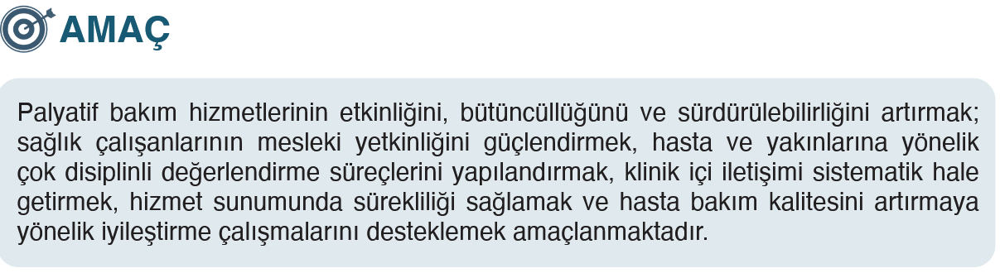 AMAÇ
Palyatif bakım hizmetlerinin etkinliğini, bütüncüllüğünü ve sürdürülebilirliğini artırmak;
sağlık çalışanlarının mesleki yetkinliğini güçlendirmek, hasta ve yakınlarına yönelik
çok disiplinli değerlendirme süreçlerini yapılandırmak, klinik içi iletişimi sistematik hale
getirmek, hizmet sunumunda sürekliliği sağlamak ve hasta bakım kalitesini artırmaya
yönelik iyileştirme çalışmalarını desteklemek amaçlanmaktadır.